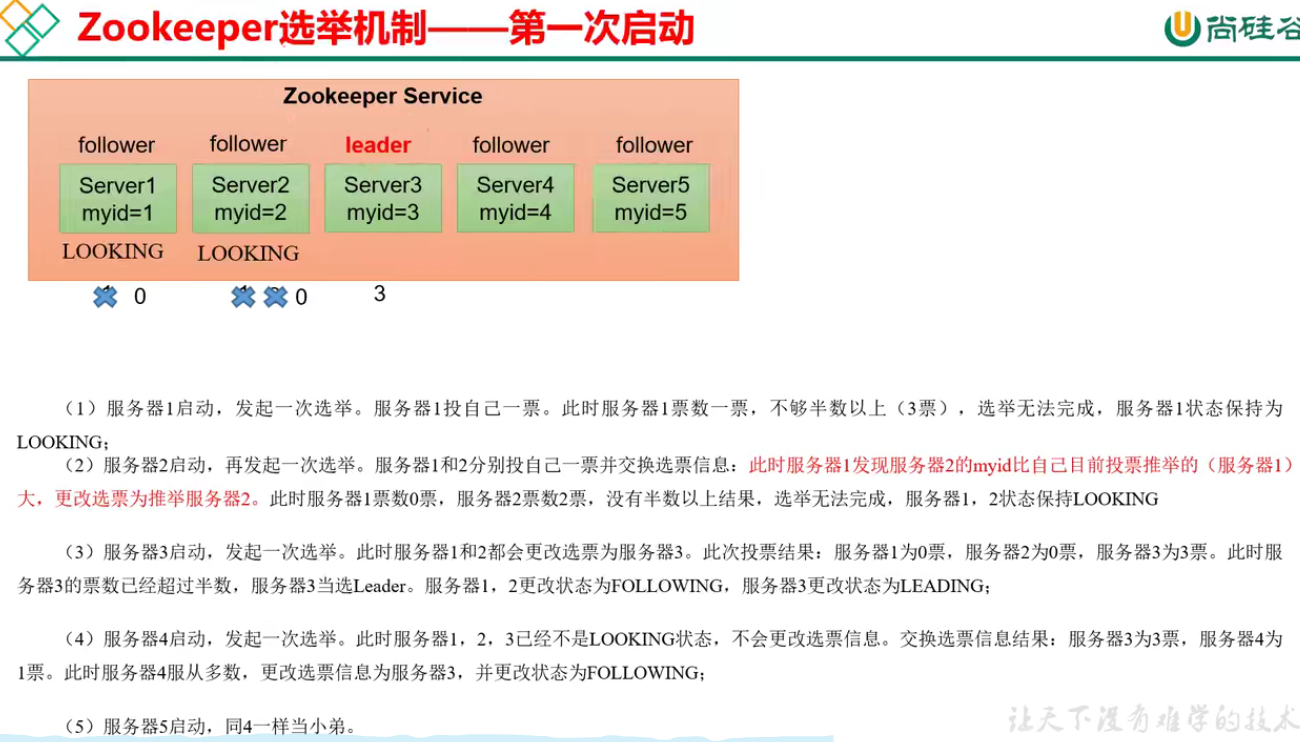 Zookeeper选举机制——第一次启动
尚硅谷
Zookeeper Service
follower follower leader follower follower
Server1 Server2 Server3 Server4 Server5
myid=1 myid=2 myid=3 myid=4 myid=5
LOOKING LOOKING
0 0 3
（1）服务器1启动，发起一次选举。服务器1投自己一票。此时服务器1票数一票，不够半数以上（3票），选举无法完成，服务器1状态保持为
LOOKING；
（2）服务器2启动，再发起一次选举。服务器1和2分别投自己一票并交换选票信息：此时服务器1发现服务器2的myid比自己目前投票推举的（服务器1）
大，更改选票为推举服务器2。此时服务器1票数0票，服务器2票数2票，没有半数以上结果，选举无法完成，服务器1，2状态保持LOOKING
（3）服务器3启动，发起一次选举。此时服务器1和2都会更改选票为服务器3。此次投票结果：服务器1为0票，服务器2为0票，服务器3为3票。此时服
务器3的票数已经超过半数，服务器3当选Leader。服务器1，2更改状态为FOLLOWING，服务器3更改状态为LEADING；
（4）服务器4启动，发起一次选举。此时服务器1，2，3已经不是LOOKING状态，不会更改选票信息。交换选票信息结果：服务器3为3票，服务器4为
1票。此时服务器4服从多数，更改选票信息为服务器3，并更改状态为FOLLOWING；
（5）服务器5启动，同4一样当小弟。
让天下没有难学的技术